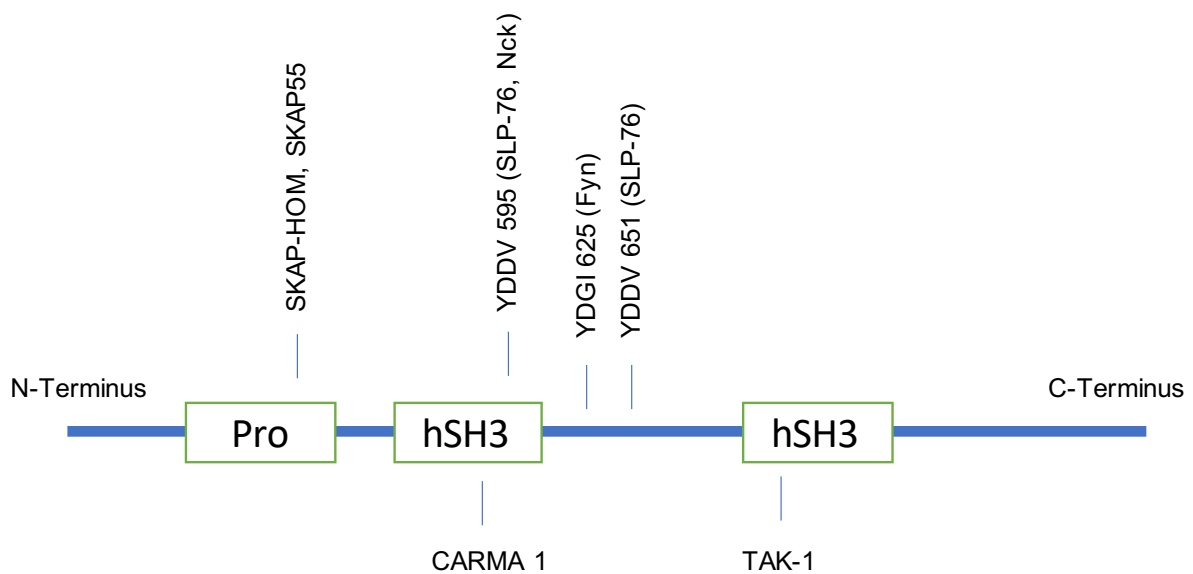 SKAP-HOM, SKAP55
YDDV 595 (SLP-76, Nck)
YDGI 625 (Fyn)
YDDV 651 (SLP-76)
N-Terminus
C-Terminus
Pro
hSH3
hSH3
CARMA 1
TAK-1